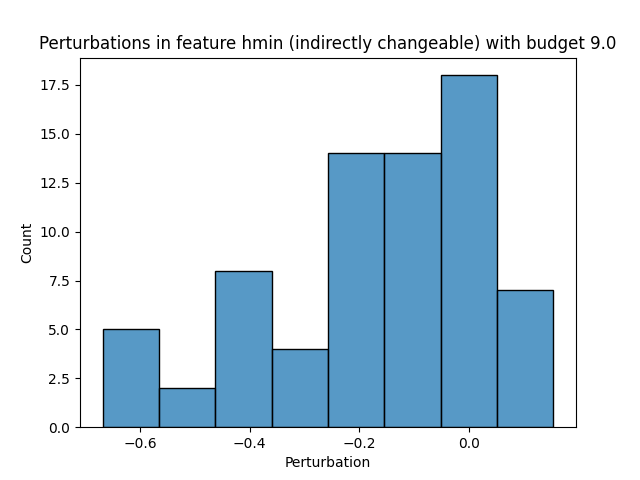 Perturbations in feature hmin (indirectly changeable) with budget 9.0
17.5
15.0
12.5
10.0
7.5
5.0
2.5
0.0
Count
−0.6 −0.4 −0.2 0.0
Perturbation